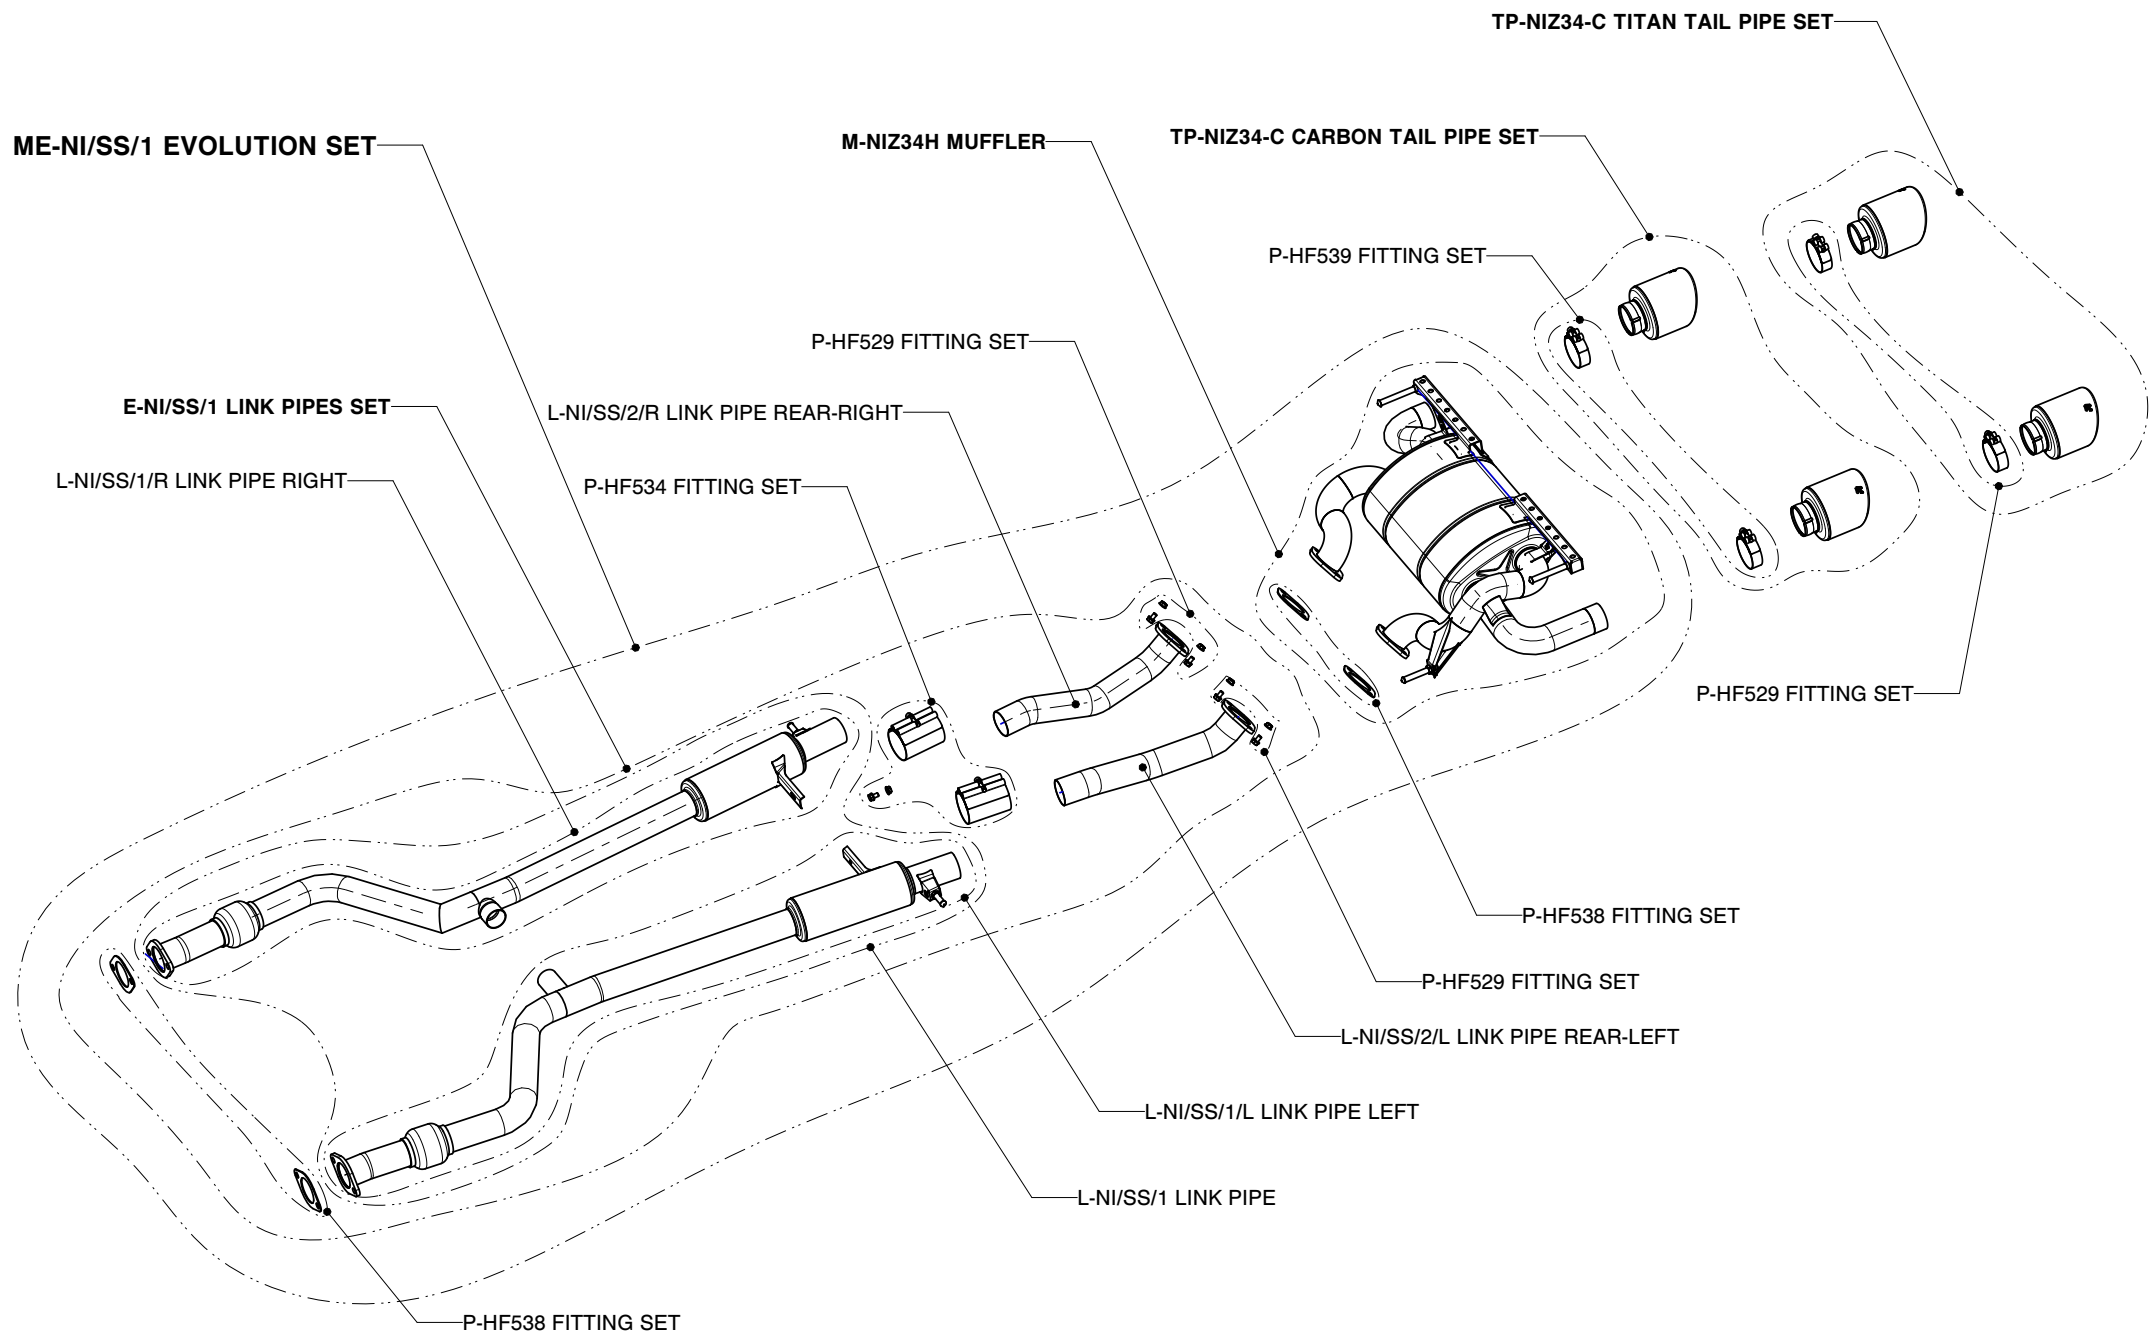 TP-NIZ34-C TITAN TAIL PIPE SET
ME-NI/SS/1 EVOLUTION SET
M-NIZ34H MUFFLER
TP-NIZ34-C CARBON TAIL PIPE SET
P-HF539 FITTING SET
P-HF529 FITTING SET
E-NI/SS/1 LINK PIPES SET
L-NI/SS/2/R LINK PIPE REAR-RIGHT
L-NI/SS/1/R LINK PIPE RIGHT
P-HF534 FITTING SET
P-HF529 FITTING SET
P-HF538 FITTING SET
P-HF529 FITTING SET
L-NI/SS/2/L LINK PIPE REAR-LEFT
L-NI/SS/1/L LINK PIPE LEFT
L-NI/SS/1 LINK PIPE
P-HF538 FITTING SET